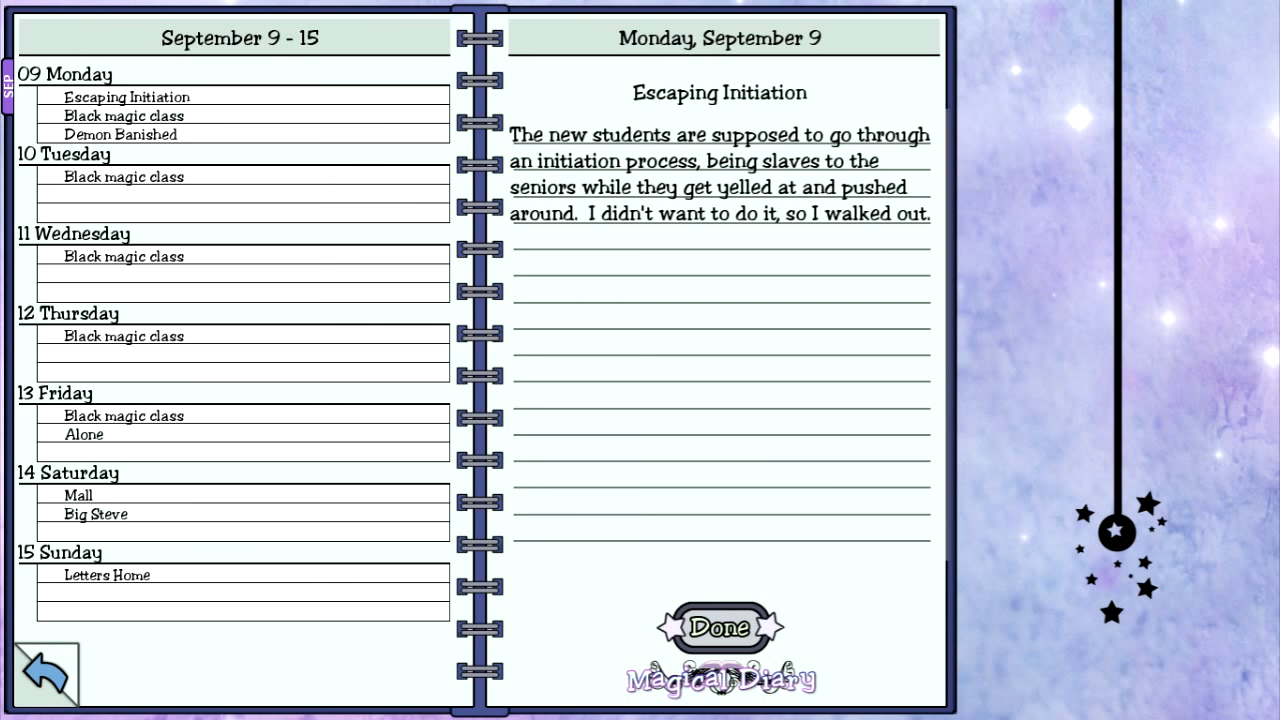 September 9 - 15
SEP
09 Monday
Escaping Initiation
Black magic class
Demon Banished
10 Tuesday
Black magic class
11 Wednesday
Black magic class
12 Thursday
Black magic class
13 Friday
Black magic class
Alone
14 Saturday
Mall
Big Steve
15 Sunday
Letters Home
Monday, September 9
Escaping Initiation
The new students are supposed to go through
an initiation process, being slaves to the
seniors while they get yelled at and pushed
around.  I didn't want to do it, so I walked out.
Done
Magical Diary